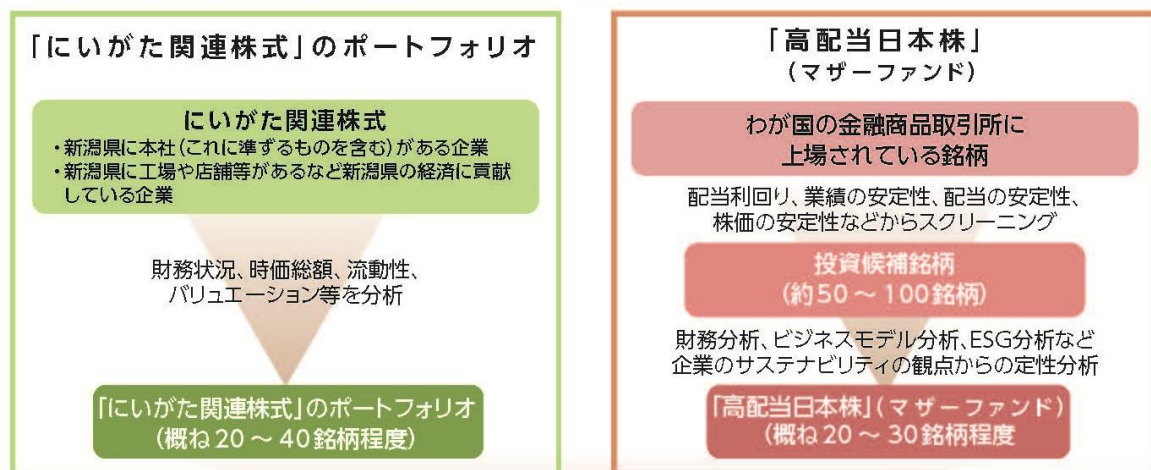 「にいがた関連株式」のポートフォリオ
にいがた関連株式
・新潟県に本社(これに準ずるものを含む)がある企業
・新潟県に工場や店舗等があるなど新潟県の経済に貢献
している企業
財務状況、時価総額、流動性、
バリュエーション等を分析
「にいがた関連株式」のポートフォリオ
(概ね20～40銘柄程度)
「高配当日本株」
(マザーファンド)
わが国の金融商品取引所に
上場されている銘柄
配当利回り、業績の安定性、配当の安定性、
株価の安定性などからスクリーニング
投資候補銘柄
(約50～100銘柄)
財務分析、ビジネスモデル分析、ESG分析など
企業のサステナビリティの観点からの定性分析
「高配当日本株」(マザーファンド)
(概ね20～30銘柄程度